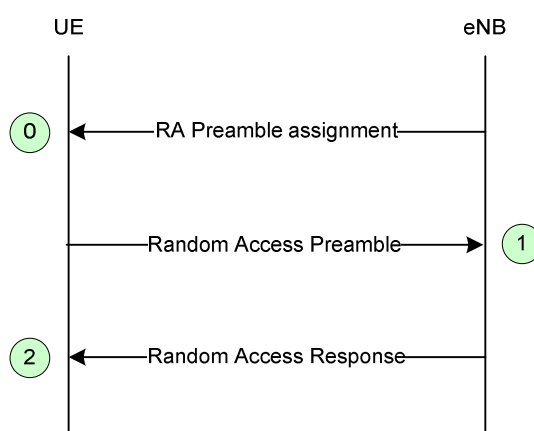 UE eNB
0 RA Preamble assignment
Random Access Preamble 1
2 Random Access Response